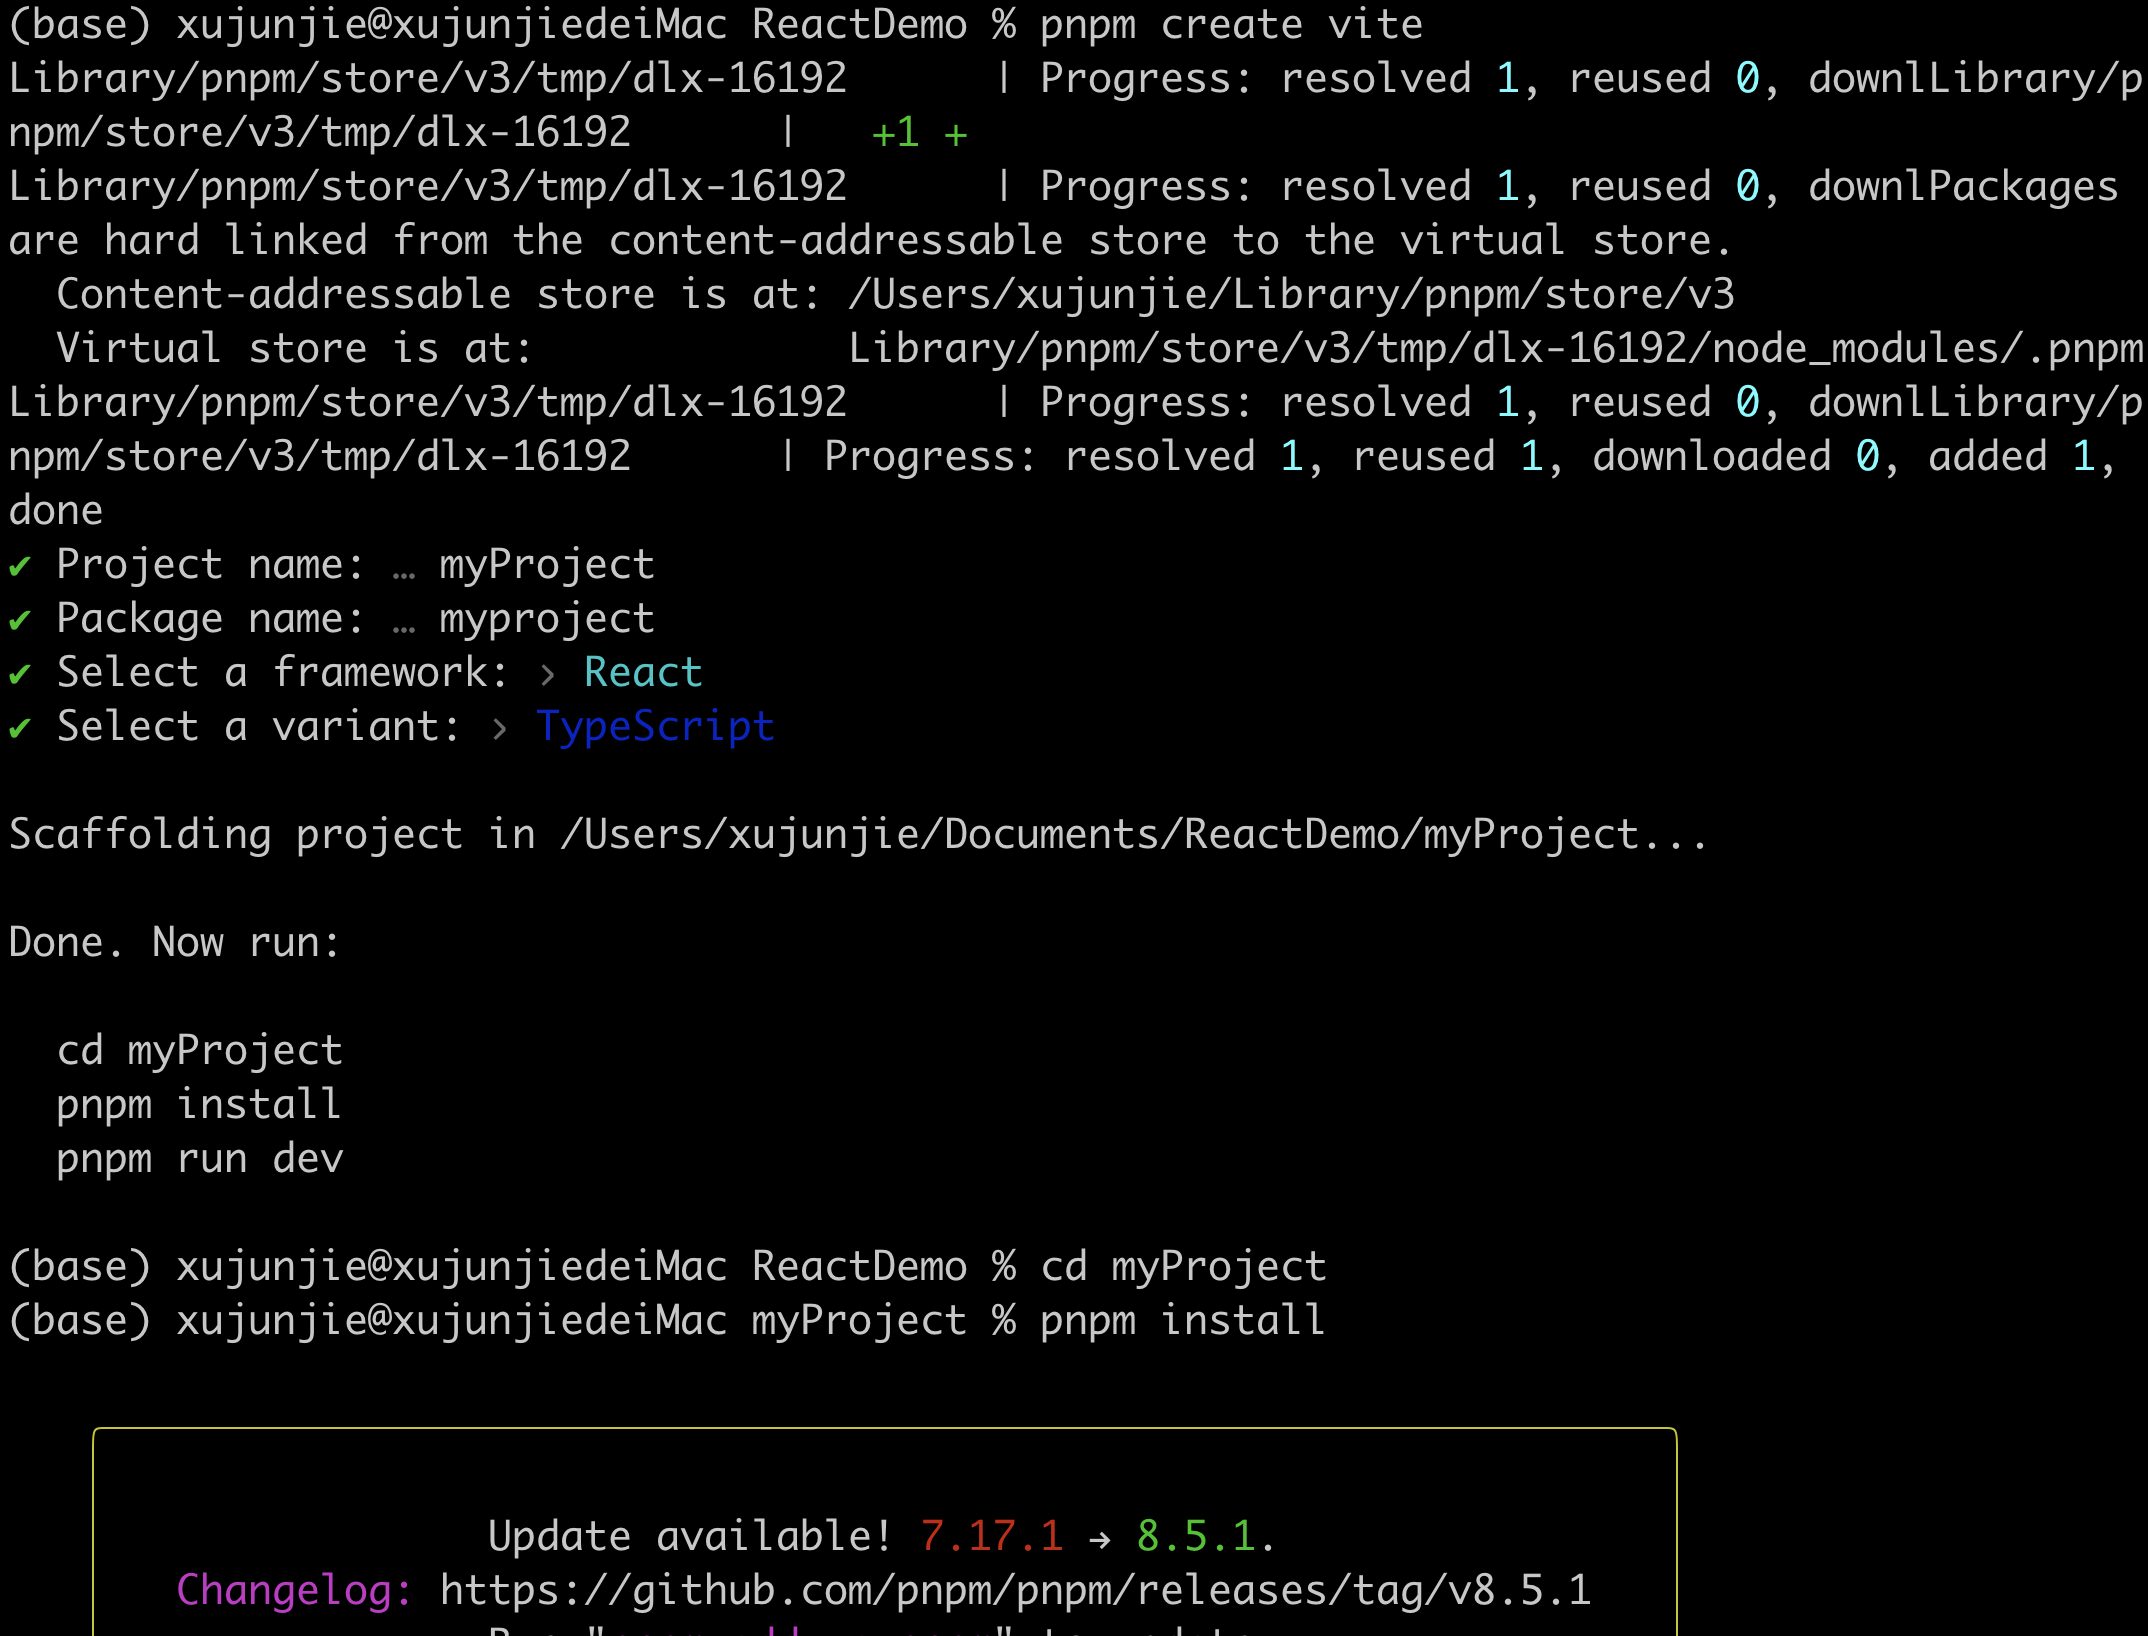 (base) xujunjie@xujunjiedeiMac ReactDemo % pnpm create vite
Library/pnpm/store/v3/tmp/dlx-16192      | Progress: resolved 1, reused 0, downlLibrary/p
npm/store/v3/tmp/dlx-16192      |   +1 +
Library/pnpm/store/v3/tmp/dlx-16192      | Progress: resolved 1, reused 0, downlPackages
are hard linked from the content-addressable store to the virtual store.
  Content-addressable store is at: /Users/xujunjie/Library/pnpm/store/v3
  Virtual store is at:             Library/pnpm/store/v3/tmp/dlx-16192/node_modules/.pnpm
Library/pnpm/store/v3/tmp/dlx-16192      | Progress: resolved 1, reused 0, downlLibrary/p
npm/store/v3/tmp/dlx-16192      | Progress: resolved 1, reused 1, downloaded 0, added 1,
done
✔ Project name: … myProject
✔ Package name: … myproject
✔ Select a framework: › React
✔ Select a variant: › TypeScript
Scaffolding project in /Users/xujunjie/Documents/ReactDemo/myProject...
Done. Now run:
  cd myProject
  pnpm install
  pnpm run dev
(base) xujunjie@xujunjiedeiMac ReactDemo % cd myProject
(base) xujunjie@xujunjiedeiMac myProject % pnpm install
Update available! 7.17.1 → 8.5.1.
Changelog: https://github.com/pnpm/pnpm/releases/tag/v8.5.1